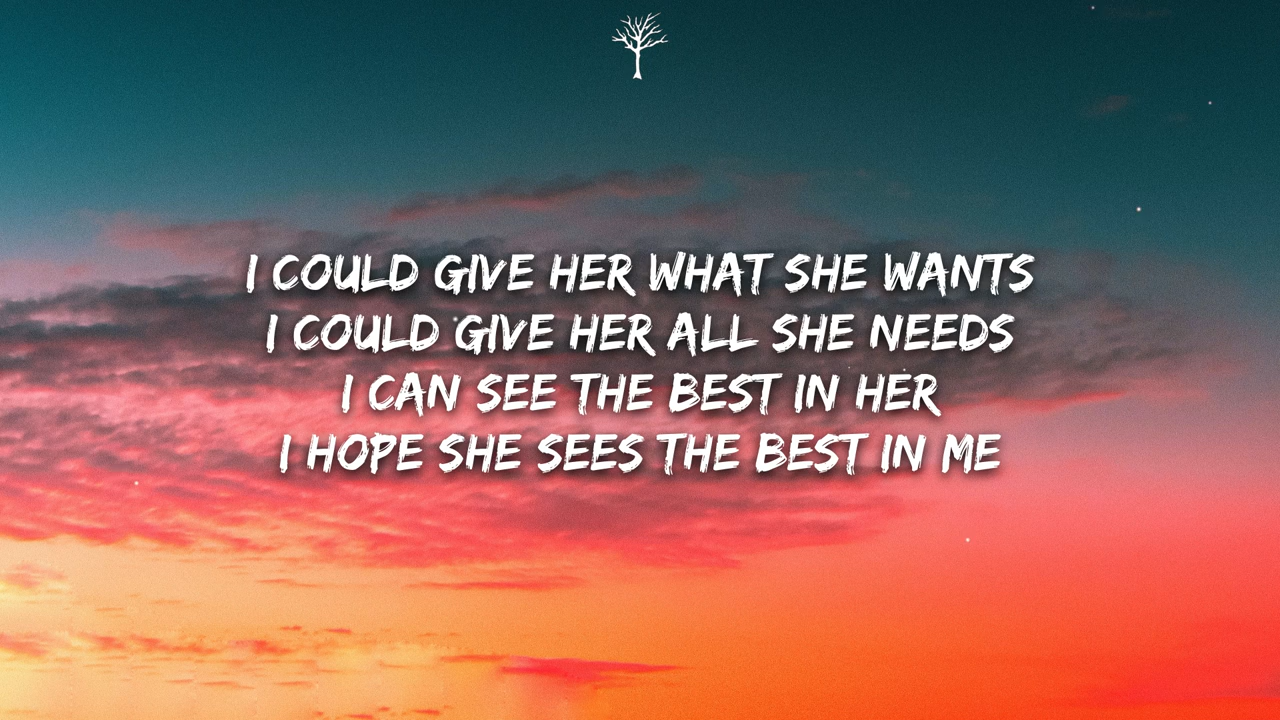 I COULD GIVE HER WHAT SHE WANTS
I COULD GIVE HER ALL SHE NEEDS
I CAN SEE THE BEST IN HER
I HOPE SHE SEES THE BEST IN ME